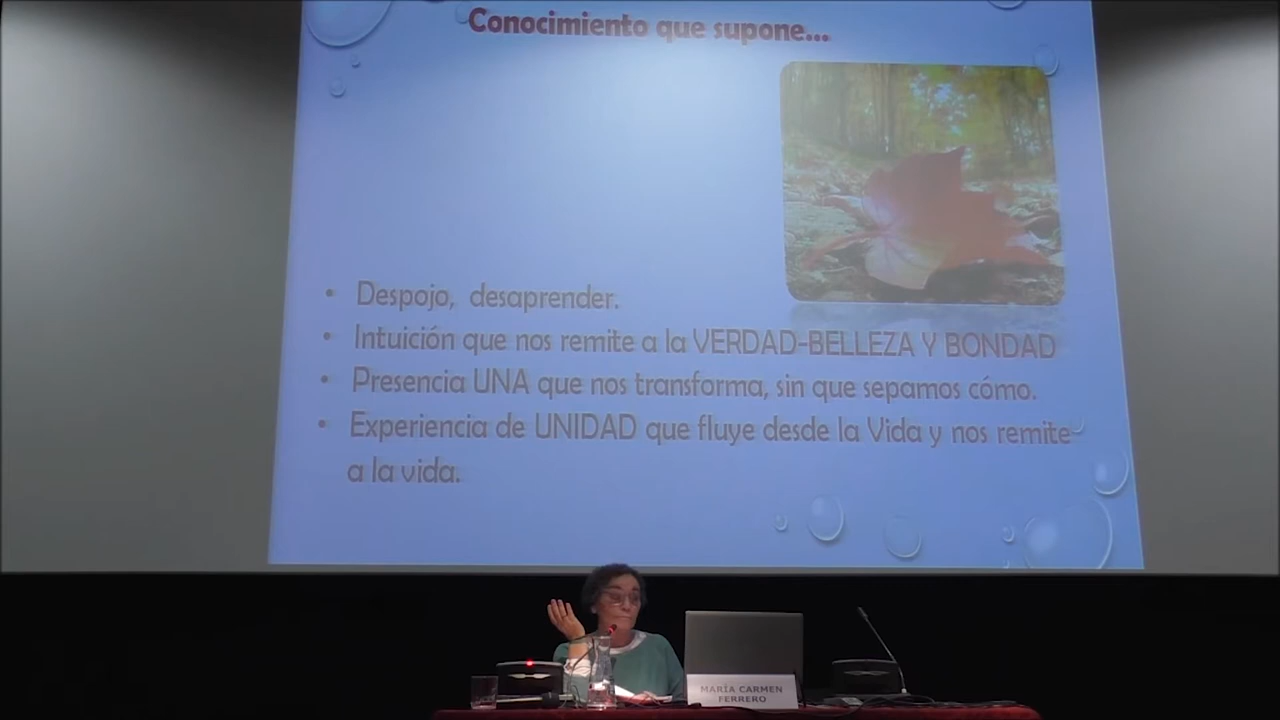 Conocimiento que supone...
• Despojo, desaprender.
• Intuición que nos remite a la VERDAD-BELLEZA Y BONDAD
• Presencia UNA que nos transforma, sin que sepamos cómo.
• Experiencia de UNIDAD que fluye desde la Vida y nos remite
a la vida.
MARÍA CARMEN
FERRERO